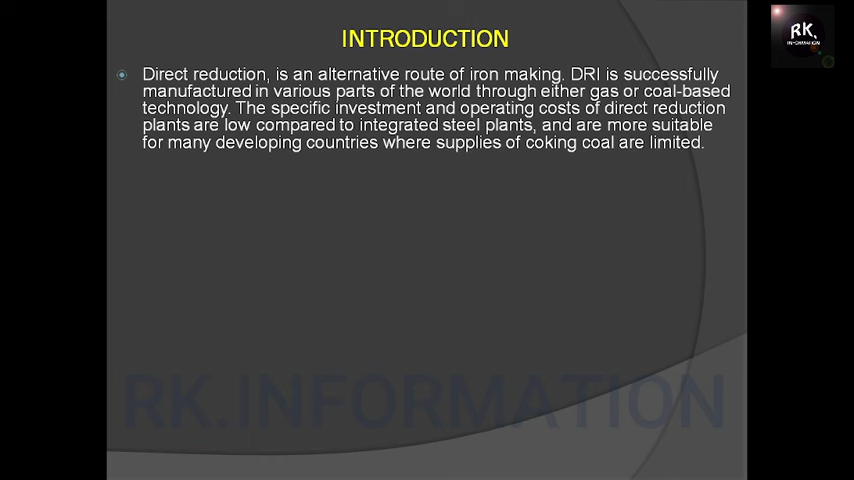 INTRODUCTION
RK,
INFORMATION
Direct reduction, is an alternative route of iron making. DRI is successfully
manufactured in various parts of the world through either gas or coal-based
technology. The specific investment and operating costs of direct reduction
plants are low compared to integrated steel plants, and are more suitable
for many developing countries where supplies of coking coal are limited.
RK.INFORMATION